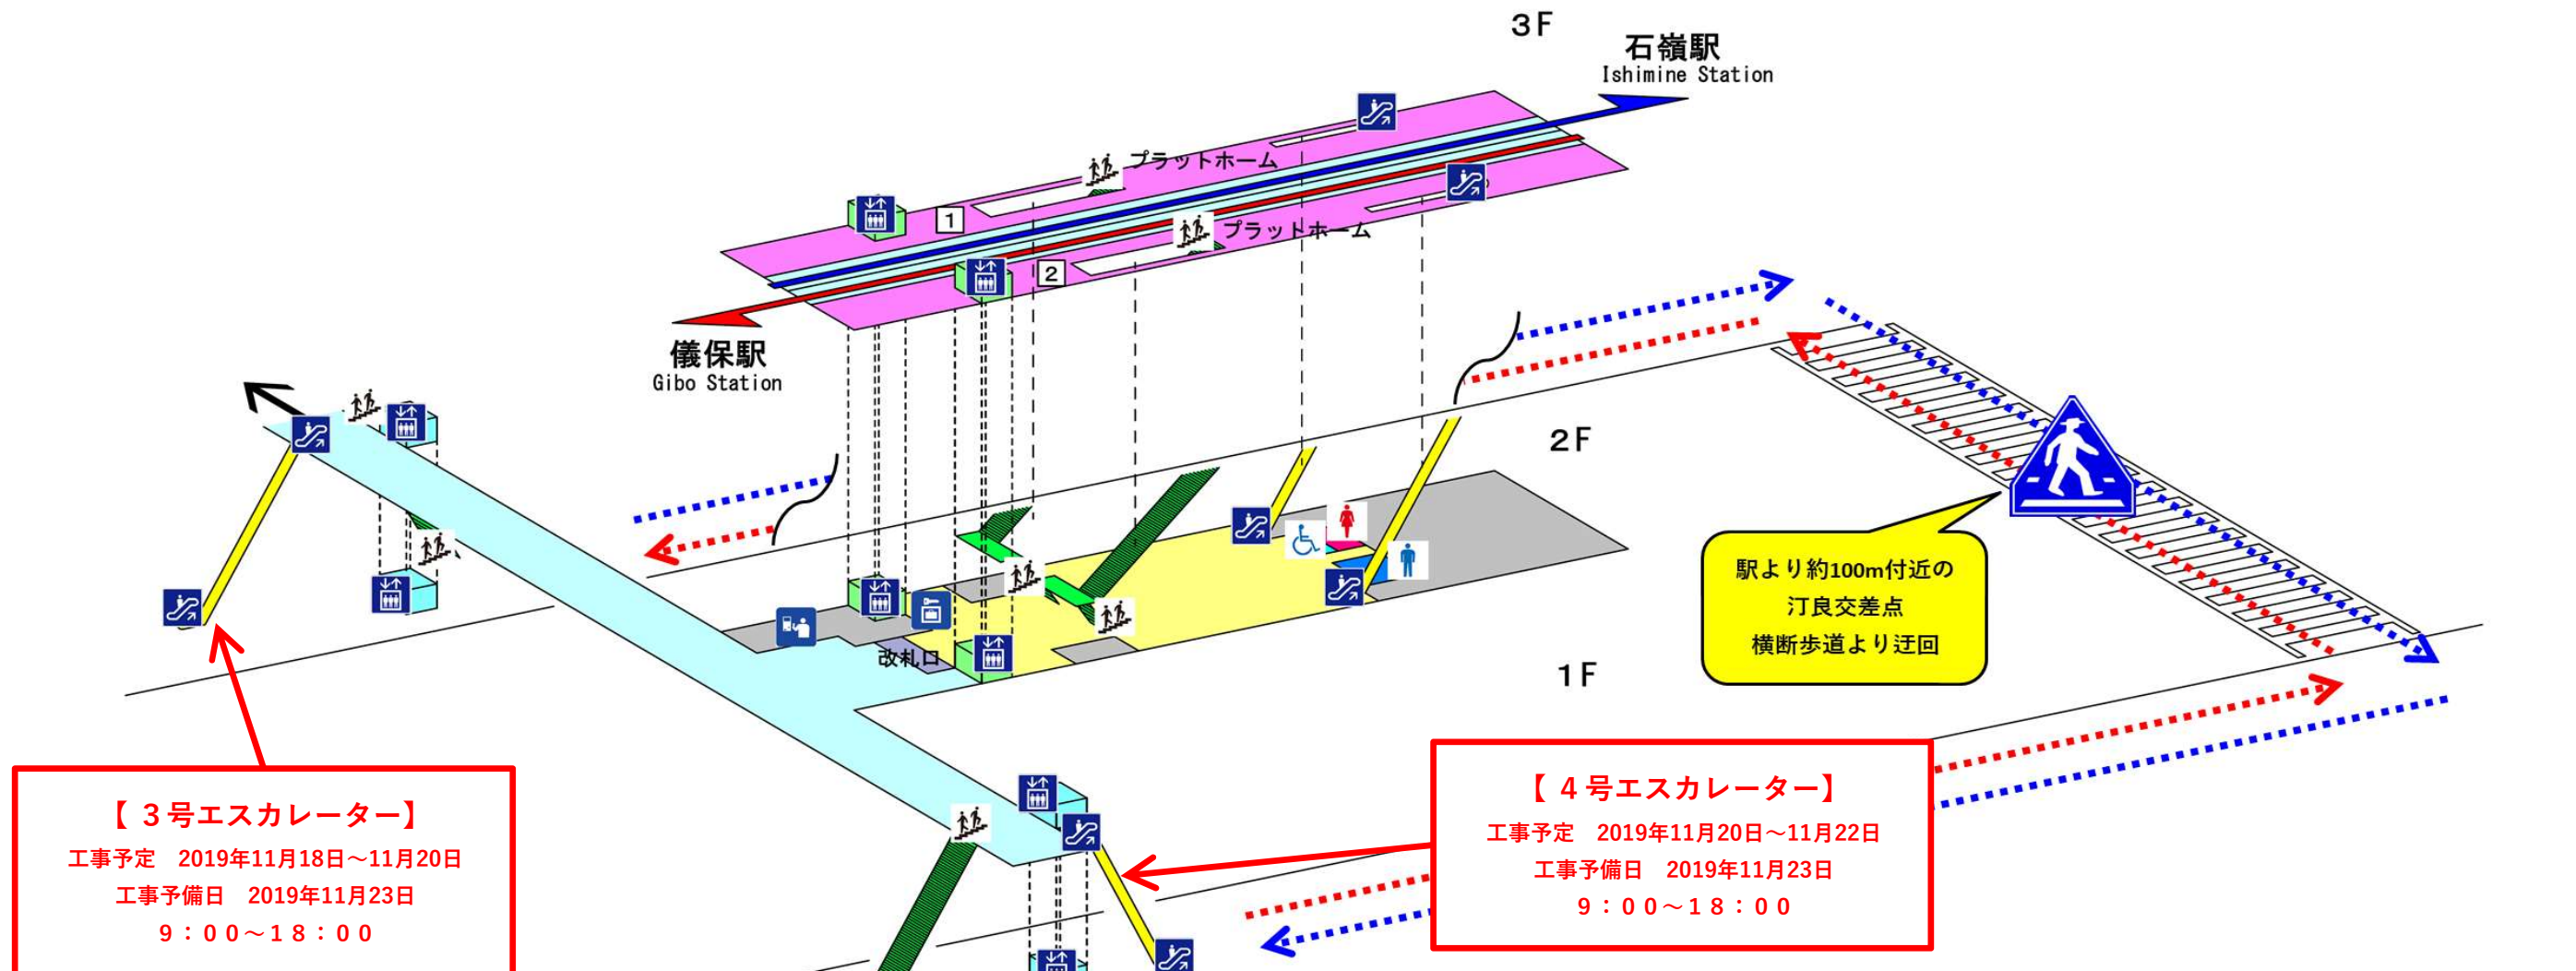 3F
石嶺駅
Ishimine Station
プラットホーム
1
プラットホーム
2
儀保駅
Gibo Station
2F
改札口
1F
駅より約100m付近の
汀良交差点
横断歩道より迂回
【 3号エスカレーター】
工事予定　2019年11月18日～11月20日
工事予備日　2019年11月23日
9：00～18：00
【 4号エスカレーター】
工事予定　2019年11月20日～11月22日
工事予備日　2019年11月23日
9：00～18：00